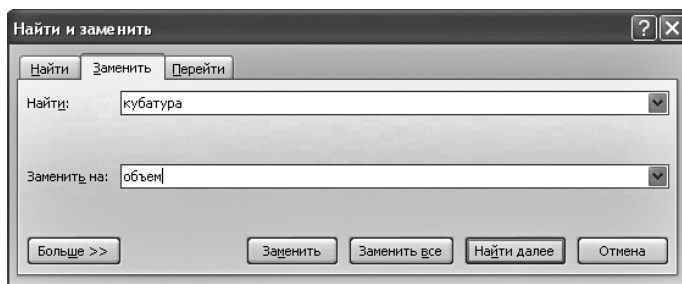 Найти и заменить
Найти Заменить Перейти
Найти: кубатура
Заменить на: объем
Больше >> Заменить Заменить все Найти далее Отмена